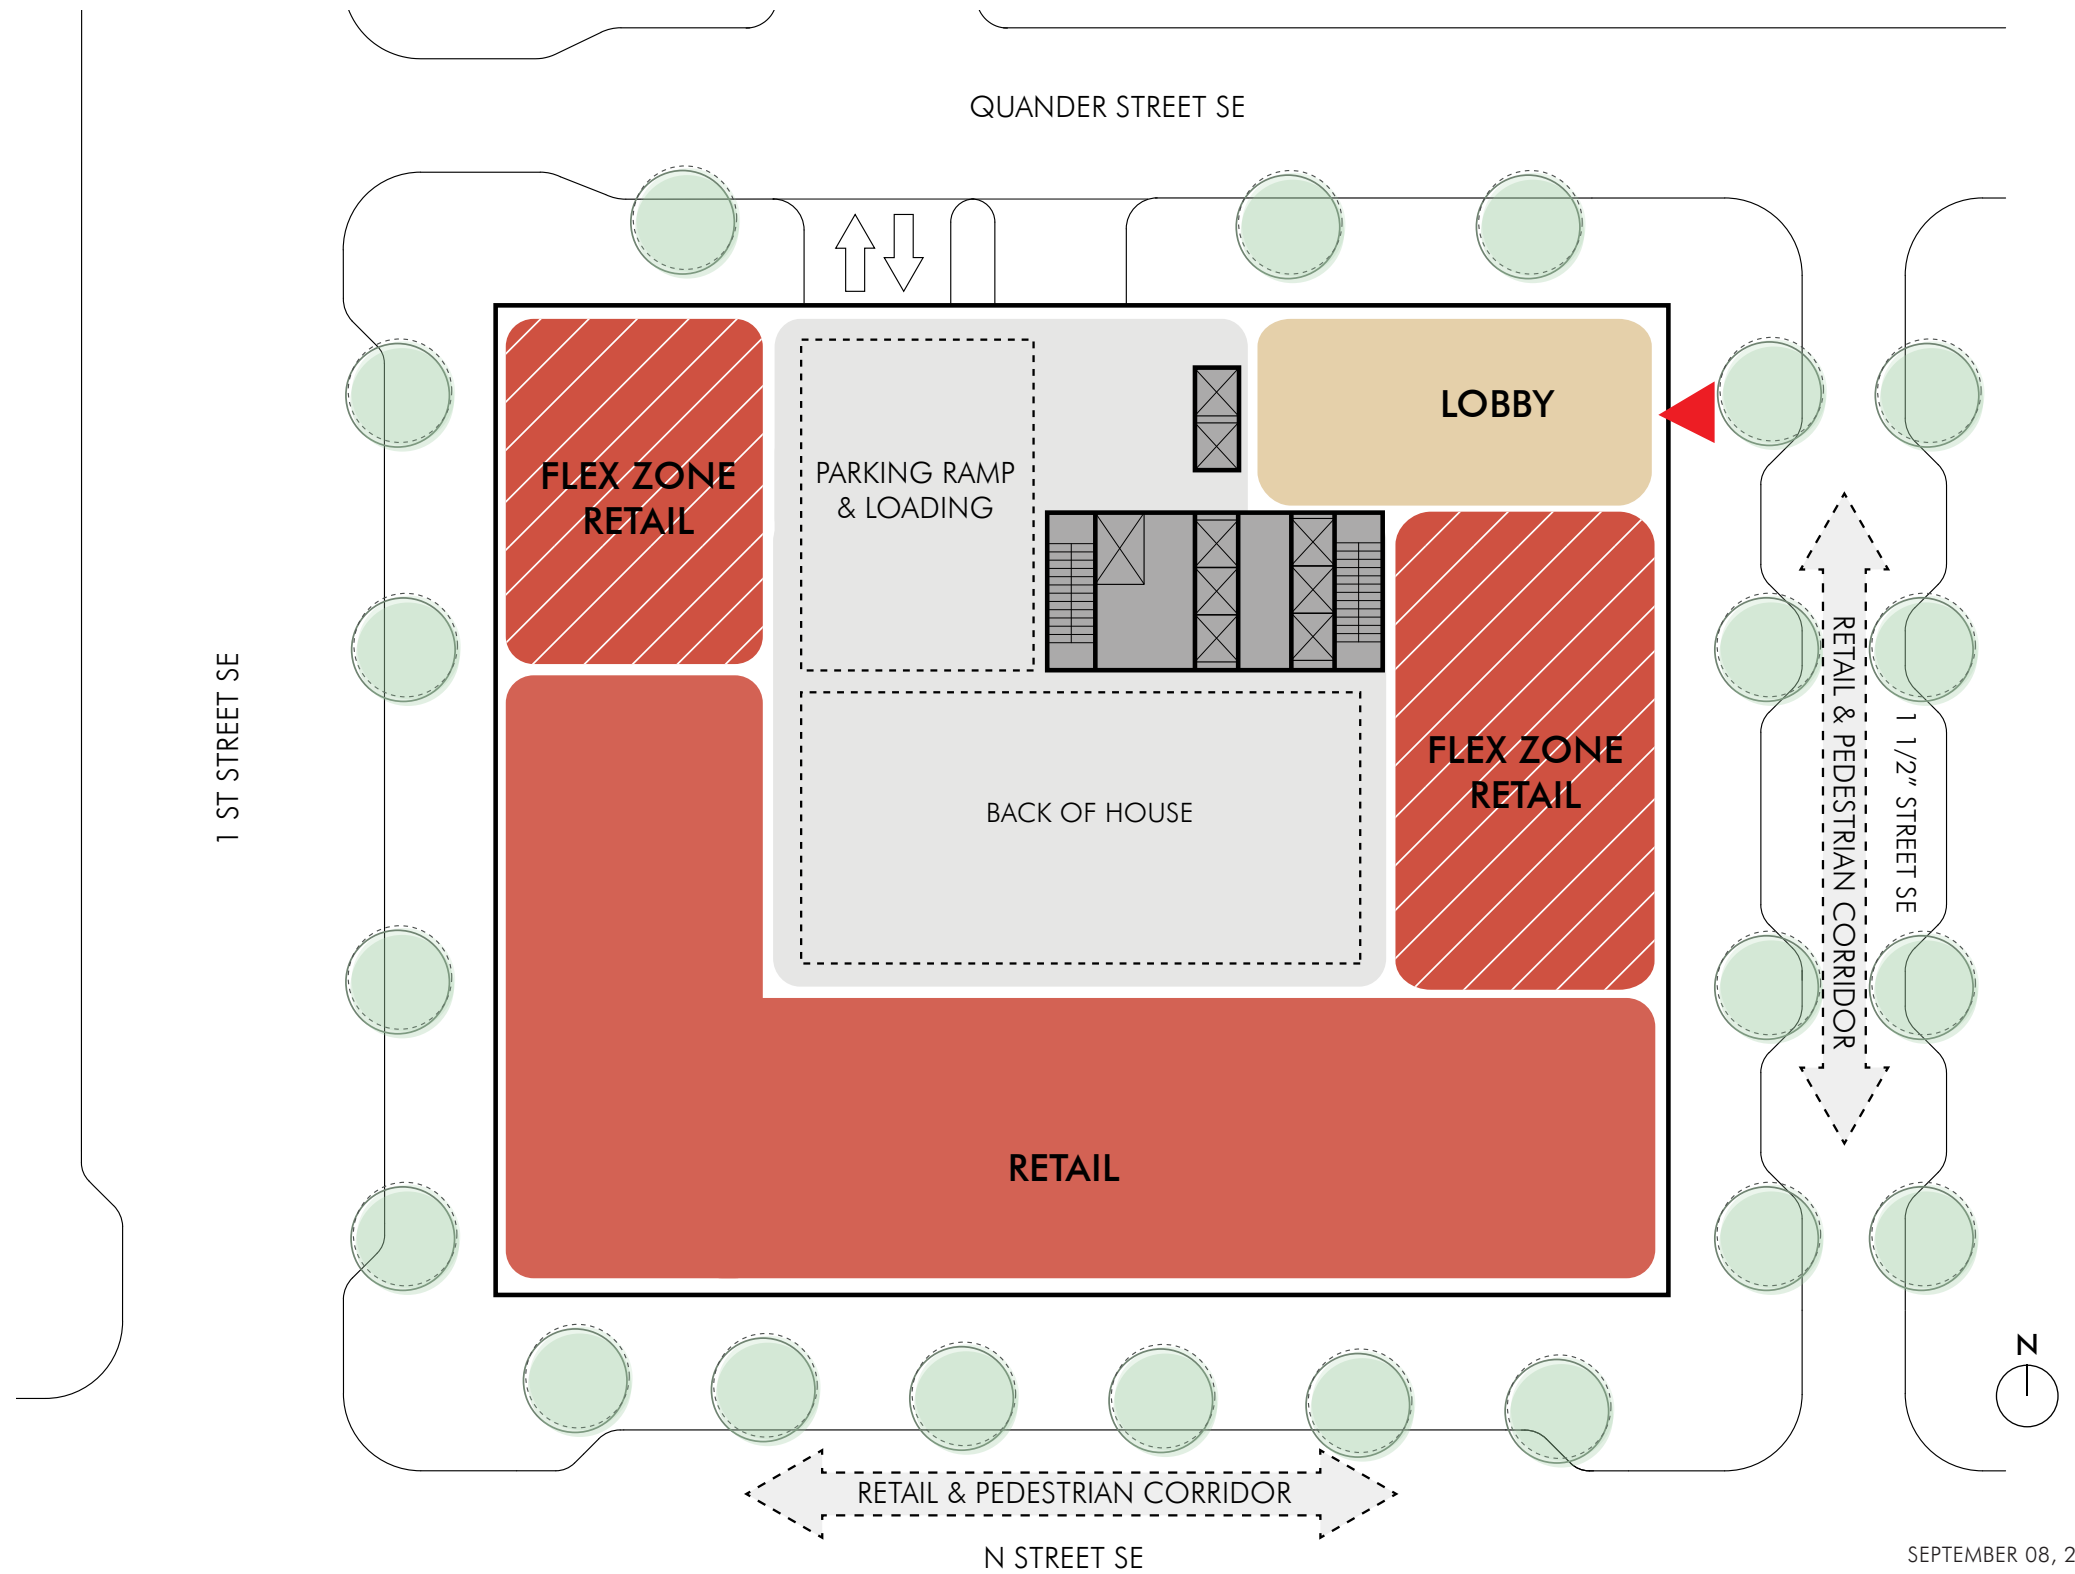 QUANDER STREET SE
LOBBY
FLEX ZONE
RETAIL
PARKING RAMP
& LOADING
1 ST STREET SE
FLEX ZONE
RETAIL
RETAIL & PEDESTRIAN CORRIDOR
1 1/2” STREET SE
BACK OF HOUSE
RETAIL
N
RETAIL & PEDESTRIAN CORRIDOR
N STREET SE
SEPTEMBER 08, 2